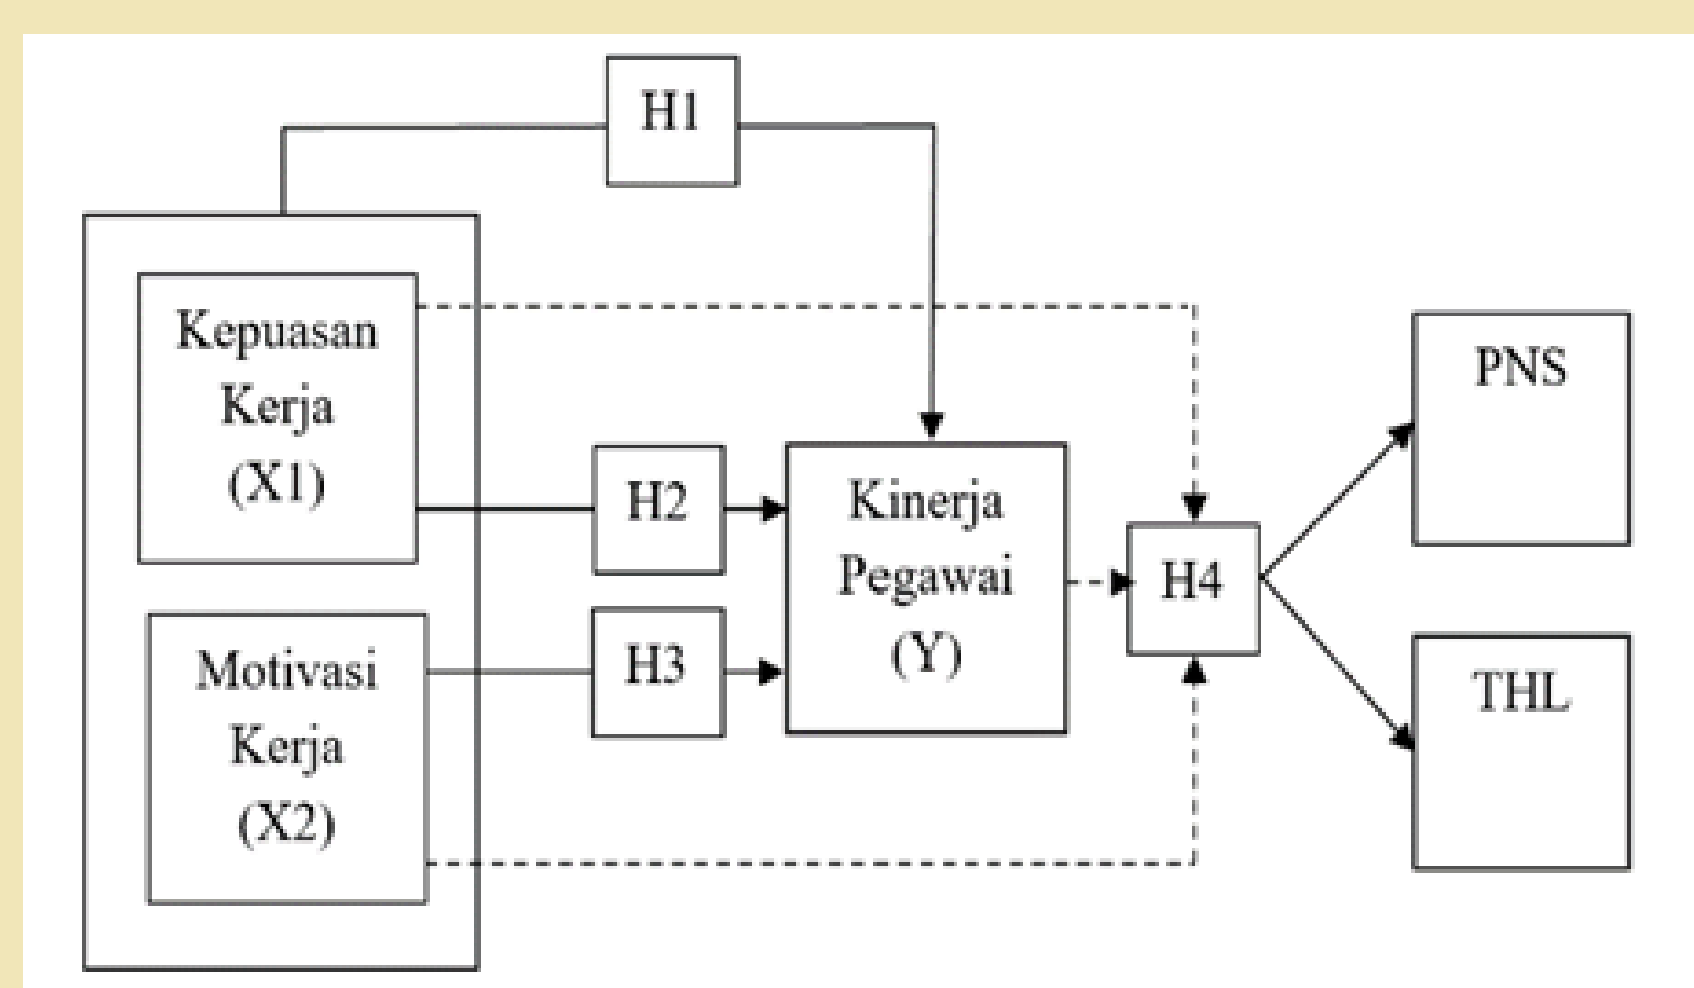 H1
Kepuasan
Kerja
(X1)
H2
Kinerja
Pegawai
(Y)
PNS
H4
Motivasi
Kerja
(X2)
H3
THL